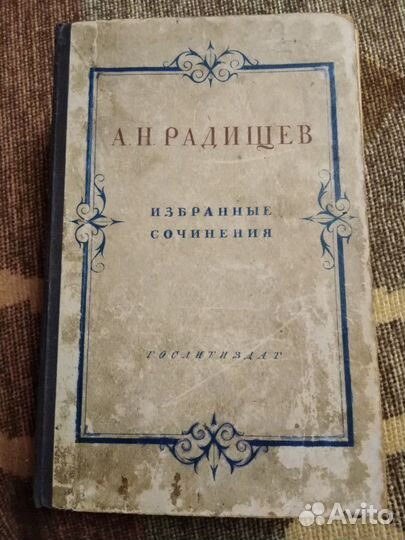 А. Н. РАДИЩЕВ
ИЗБРАННЫЕ
СОЧИНЕНИЯ
ГОСЛИТИЗДАТ
Avito